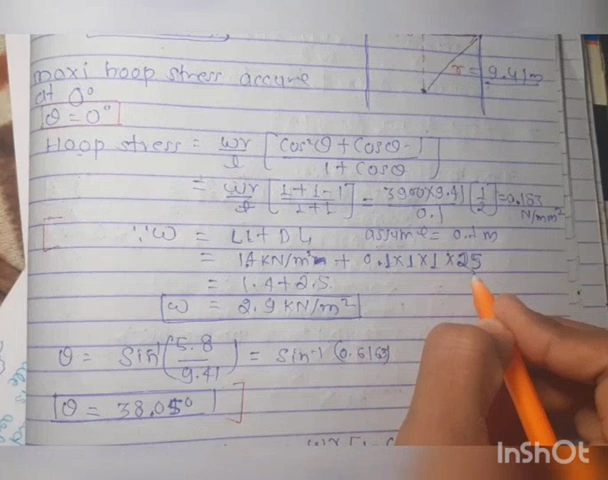 r = 9.41m
maxi hoop stress accure
at 0°
θ = 0°
Hoop stress = wr/t [cos²θ + cosθ - 1 / 1 + cosθ]
= wr/t [1+1-1 / 1+1] = 3900×9.41 / 0.1 [1/2] = 0.183 N/mm²
∵ w = LL + DL assume = 0.1m
= 1.4 KN/m² + 0.1×1×1×25
= 1.4+2.5
w = 2.9 KN/m²
θ = Sin⁻¹(5.8/9.41) = Sin⁻¹(0.6163)
θ = 38.05°
InShOt